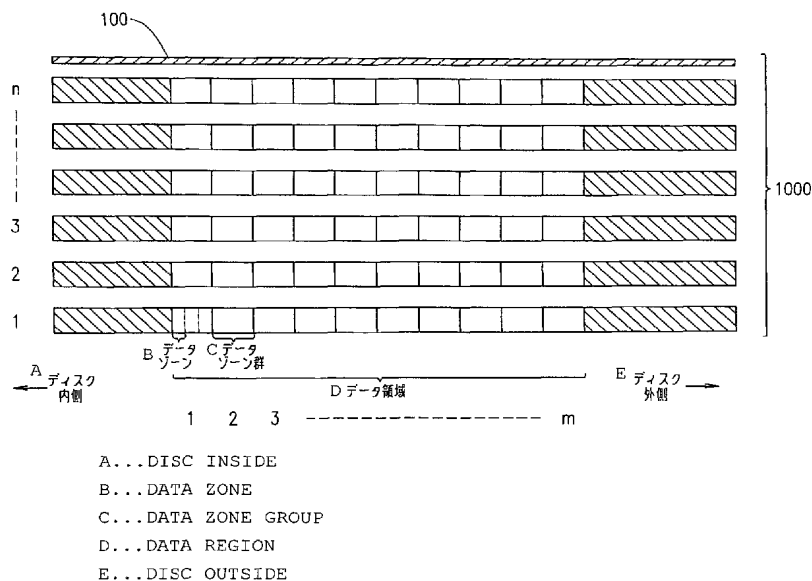 100
n
3
2
1
1000
B データ
ゾーン
C データ
ゾーン群
A ディスク
内側
D データ領域
E ディスク
外側
1 2 3 m
A...DISC INSIDE
B...DATA ZONE
C...DATA ZONE GROUP
D...DATA REGION
E...DISC OUTSIDE